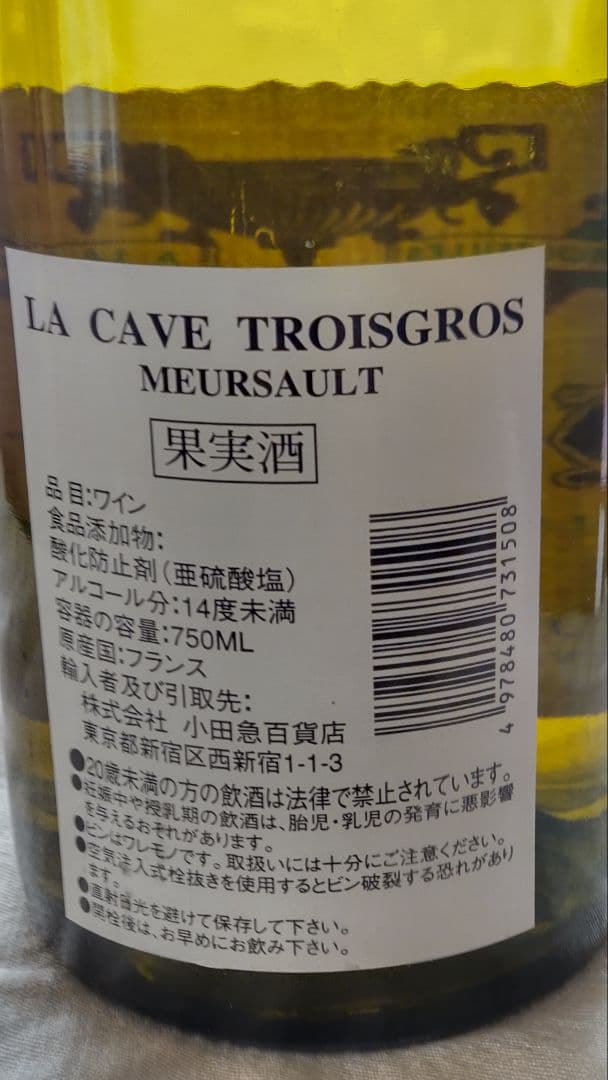 LA CAVE TROISGROS
MEURSAULT
果実酒
品目:ワイン
食品添加物:
酸化防止剤(亜硫酸塩)
アルコール分:14度未満
容器の容量:750ML
原産国:フランス
輸入者及び引取先:
株式会社 小田急百貨店
東京都新宿区西新宿1-1-3
4978480731508
●20歳未満の方の飲酒は法律で禁止されています。
●妊娠中や授乳期の飲酒は、胎児・乳児の発育に悪影響
を与えるおそれがあります。
●ビンはワレモノです。取扱いには十分にご注意ください。
●空気注入式栓抜きを使用するとビン破裂する恐れがあり
ます。
●直射日光を避けて保存して下さい。
●開栓後は、お早めにお飲み下さい。